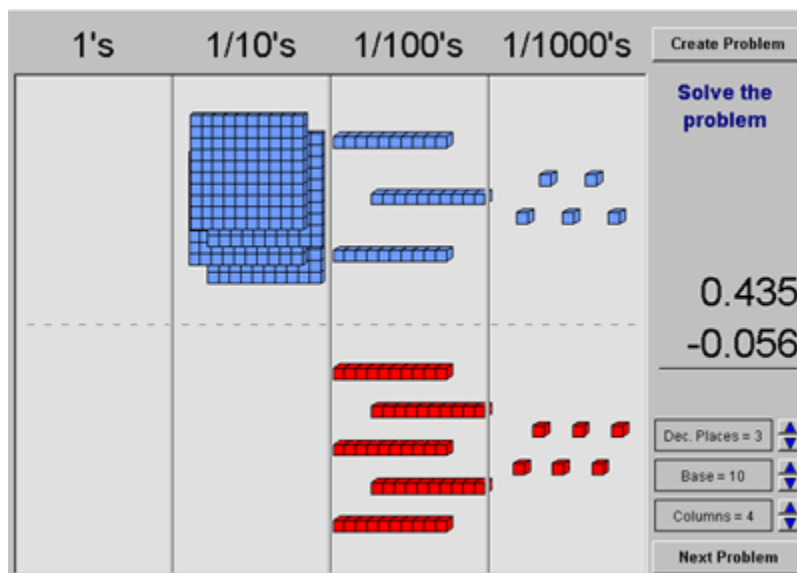 1's 1/10's 1/100's 1/1000's
Create Problem
Solve the
problem
0.435
-0.056
Dec. Places = 3
Base = 10
Columns = 4
Next Problem